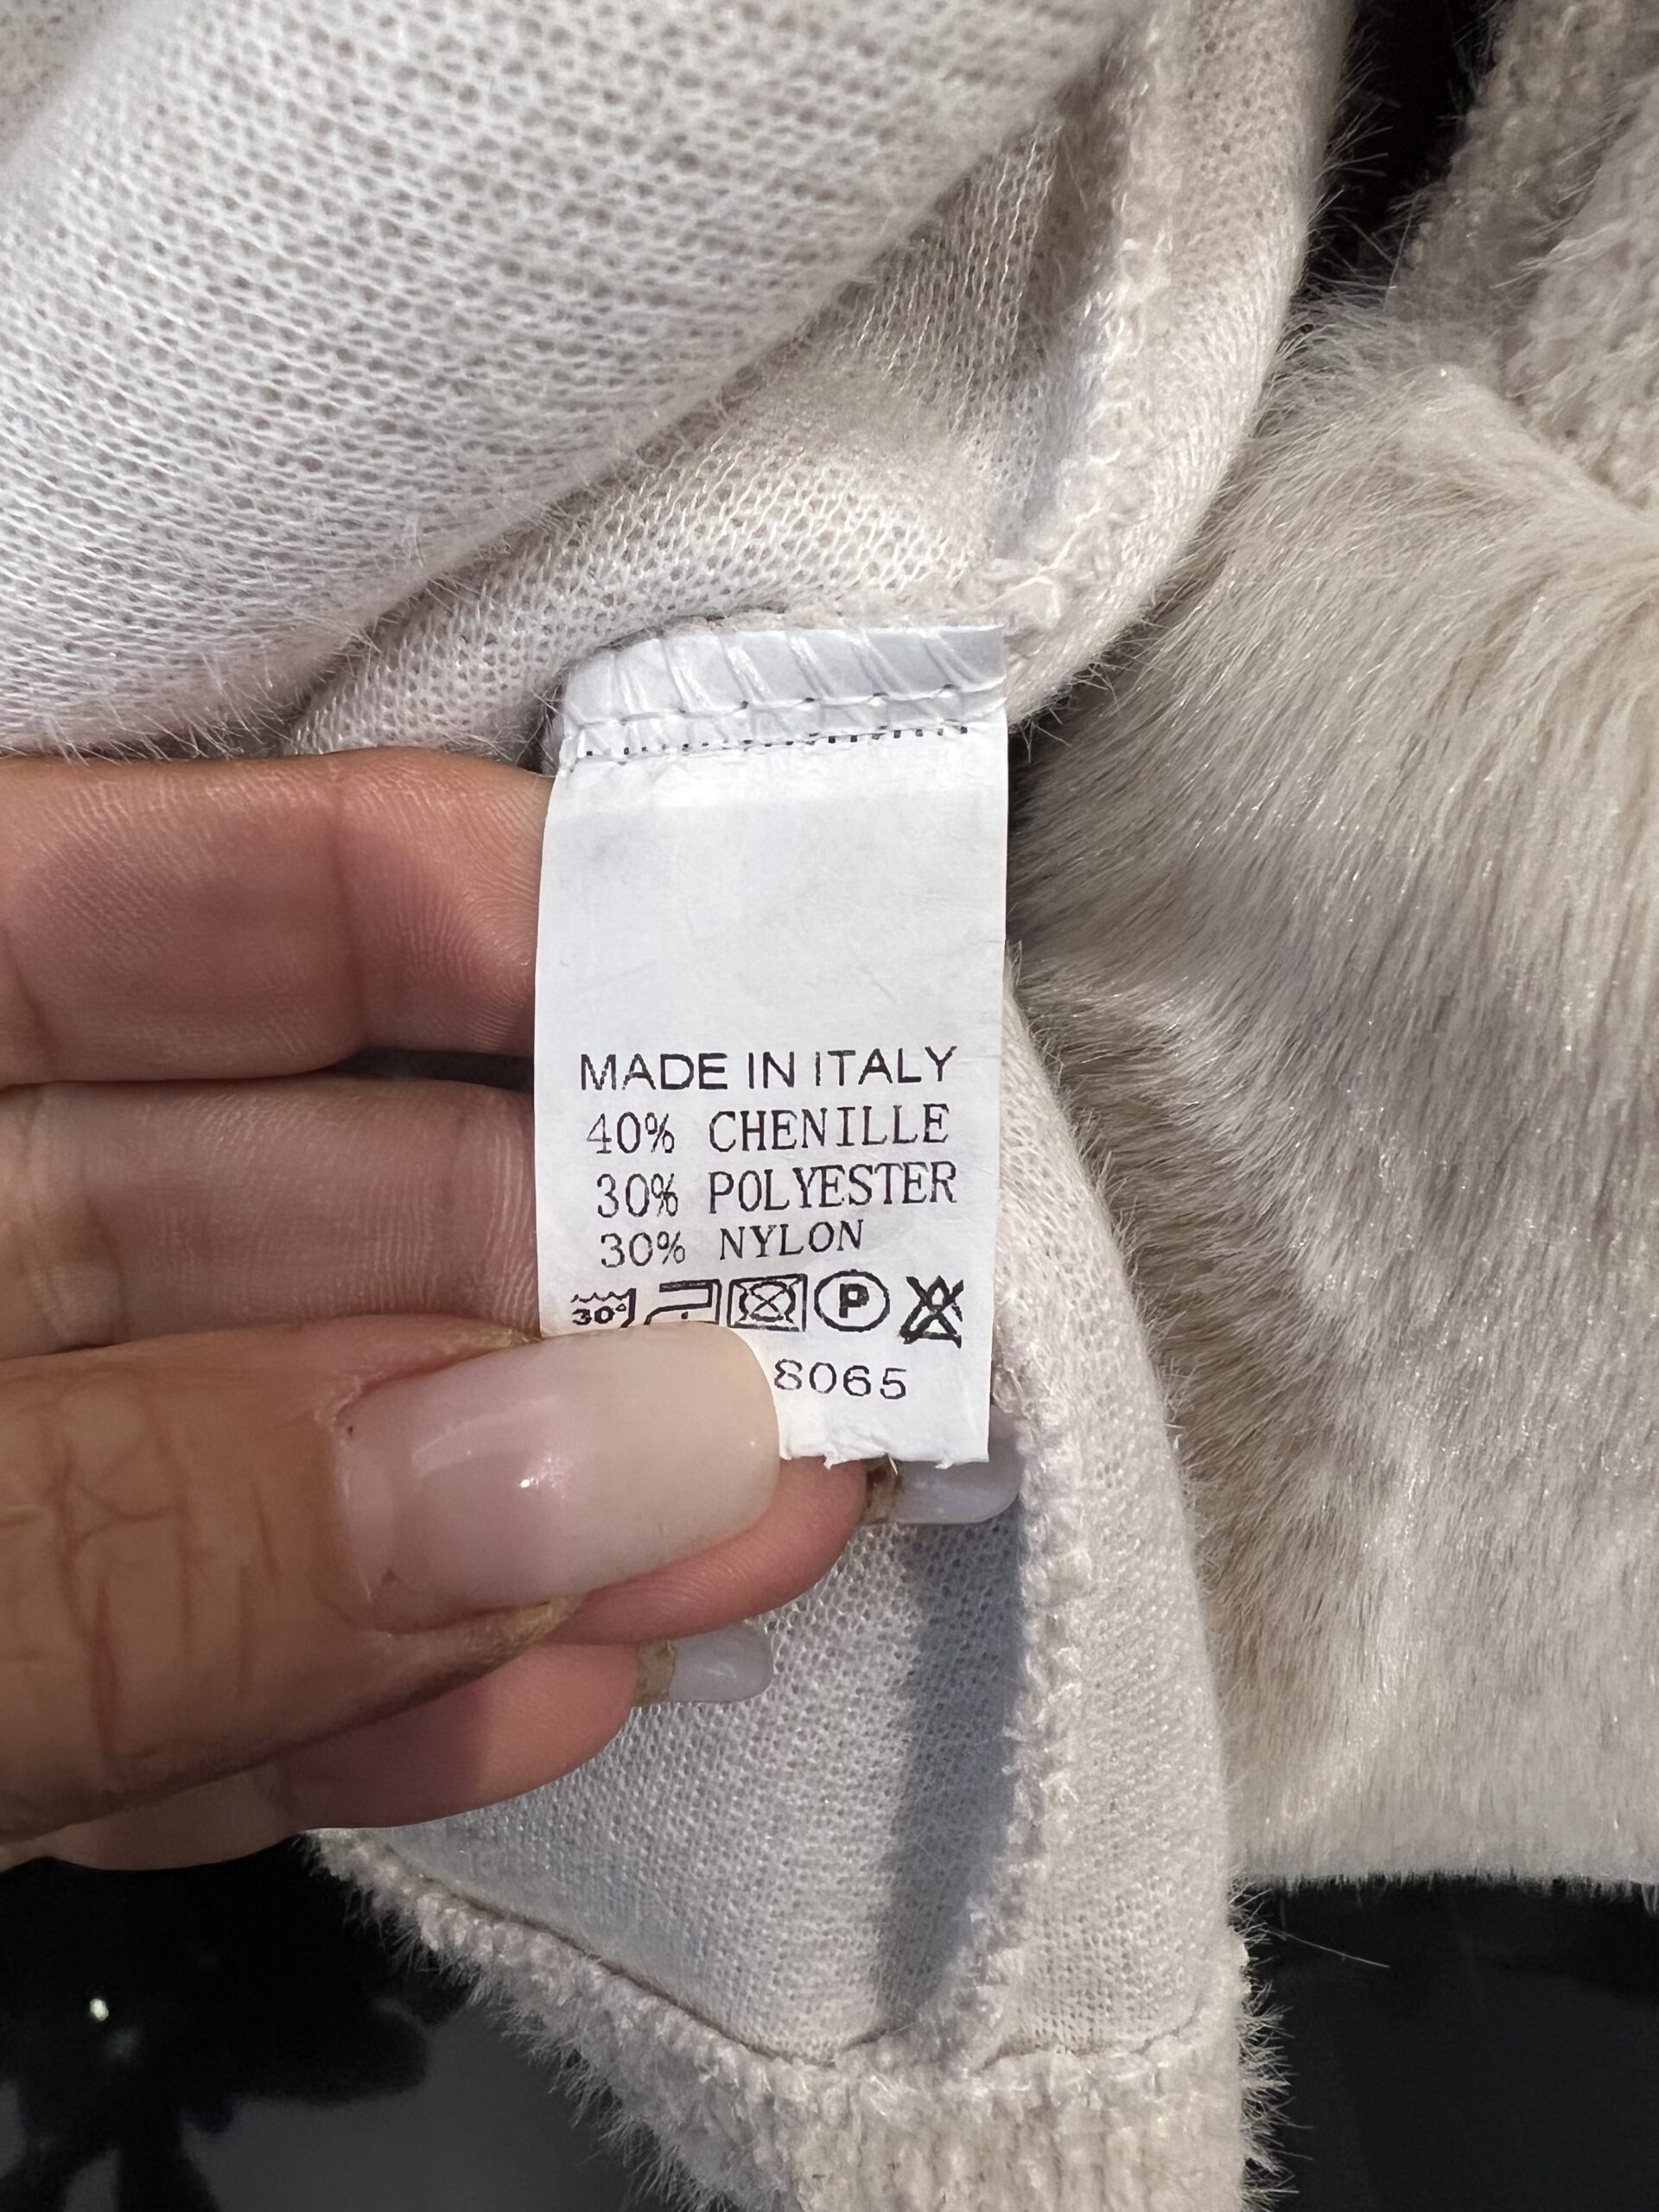 MADE IN ITALY
40% CHENILLE
30% POLYESTER
30% NYLON
30° P
8065